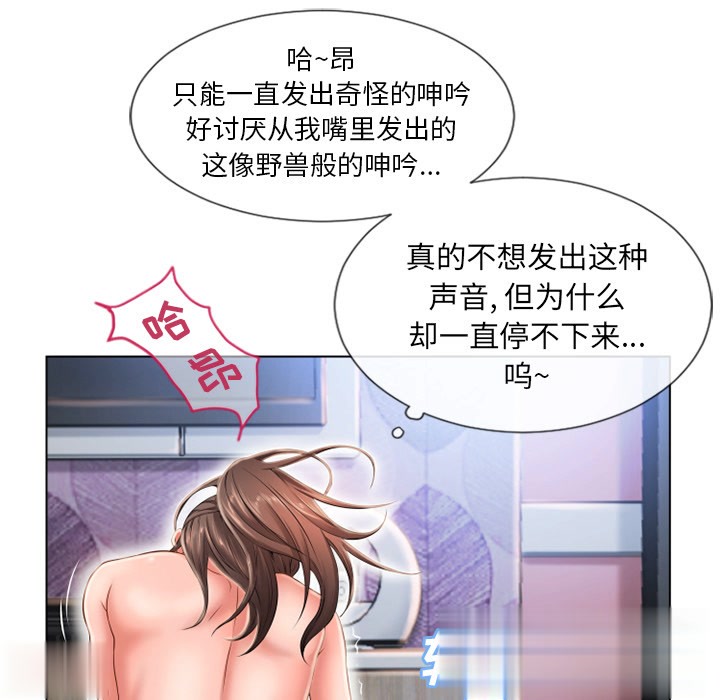 哈~昂
只能一直发出奇怪的呻吟
好讨厌从我嘴里发出的
这像野兽般的呻吟...
真的不想发出这种
声音,但为什么
却一直停不下来...
呜~
哈
昂